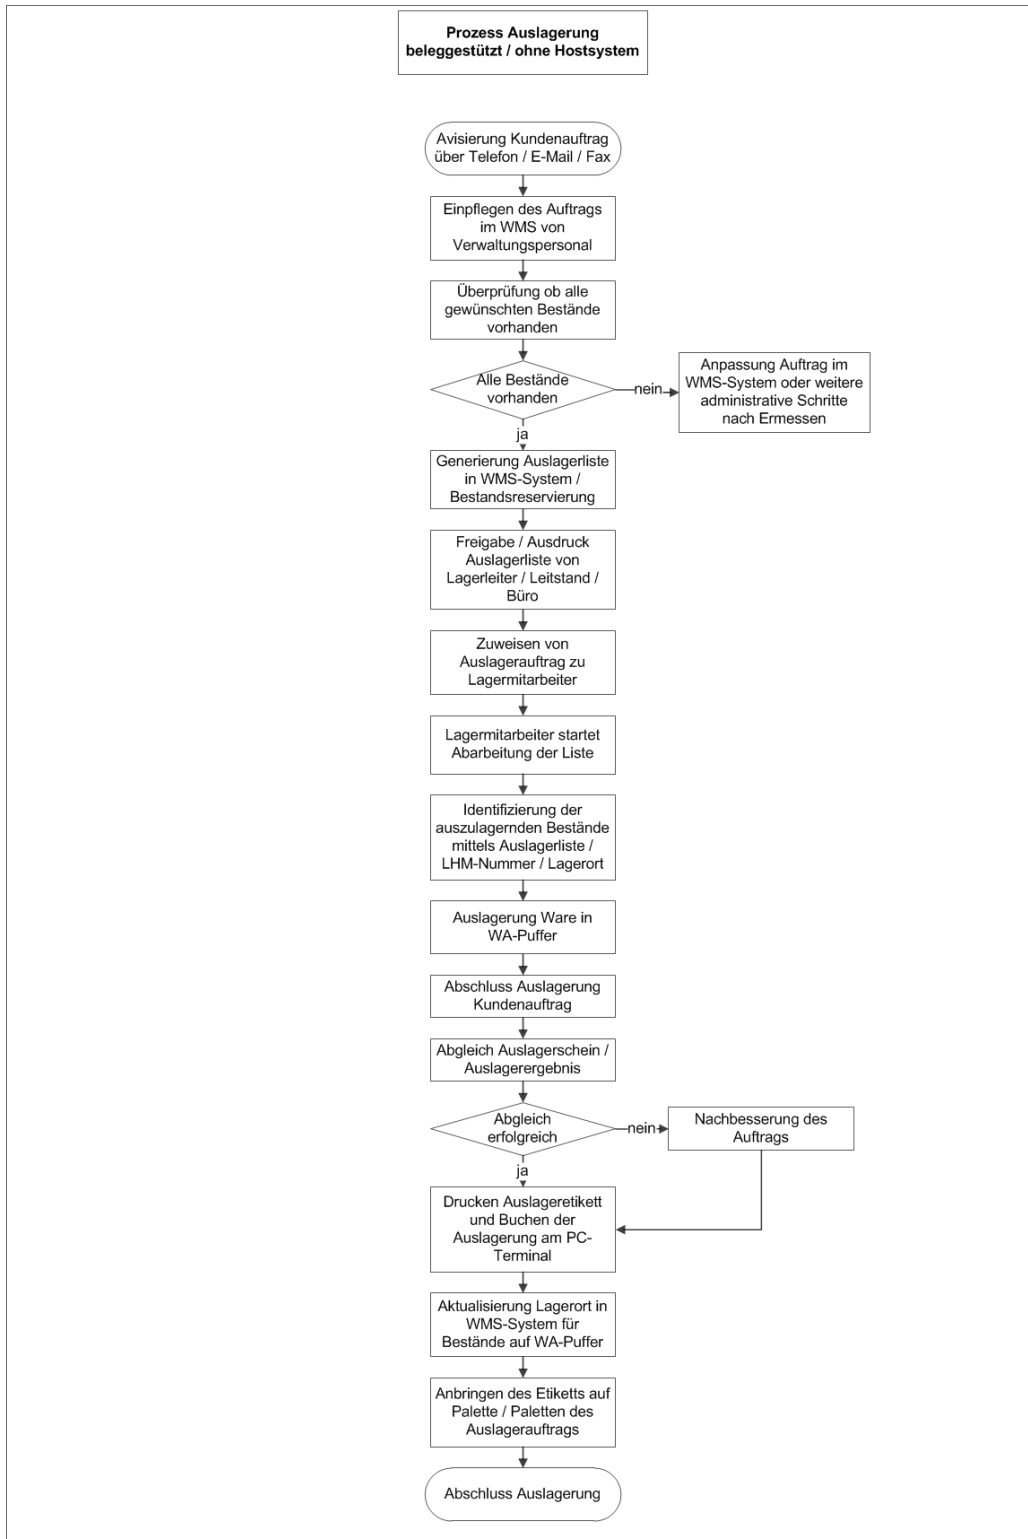 Prozess Auslagerung
beleggestützt / ohne Hostsystem
Avisierung Kundenauftrag
über Telefon / E-Mail / Fax
Einpflegen des Auftrags
im WMS von
Verwaltungspersonal
Überprüfung ob alle
gewünschten Bestände
vorhanden
Alle Bestände
vorhanden
nein
Anpassung Auftrag im
WMS-System oder weitere
administrative Schritte
nach Ermessen
ja
Generierung Auslagerliste
in WMS-System /
Bestandsreservierung
Freigabe / Ausdruck
Auslagerliste von
Lagerleiter / Leitstand /
Büro
Zuweisen von
Auslagerauftrag zu
Lagermitarbeiter
Lagermitarbeiter startet
Abarbeitung der Liste
Identifizierung der
auszulagernden Bestände
mittels Auslagerliste /
LHM-Nummer / Lagerort
Auslagerung Ware in
WA-Puffer
Abschluss Auslagerung
Kundenauftrag
Abgleich Auslagerschein /
Auslagerergebnis
Abgleich
erfolgreich
nein
Nachbesserung des
Auftrags
ja
Drucken Auslageretikett
und Buchen der
Auslagerung am PC-
Terminal
Aktualisierung Lagerort in
WMS-System für
Bestände auf WA-Puffer
Anbringen des Etiketts auf
Palette / Paletten des
Auslagerauftrags
Abschluss Auslagerung